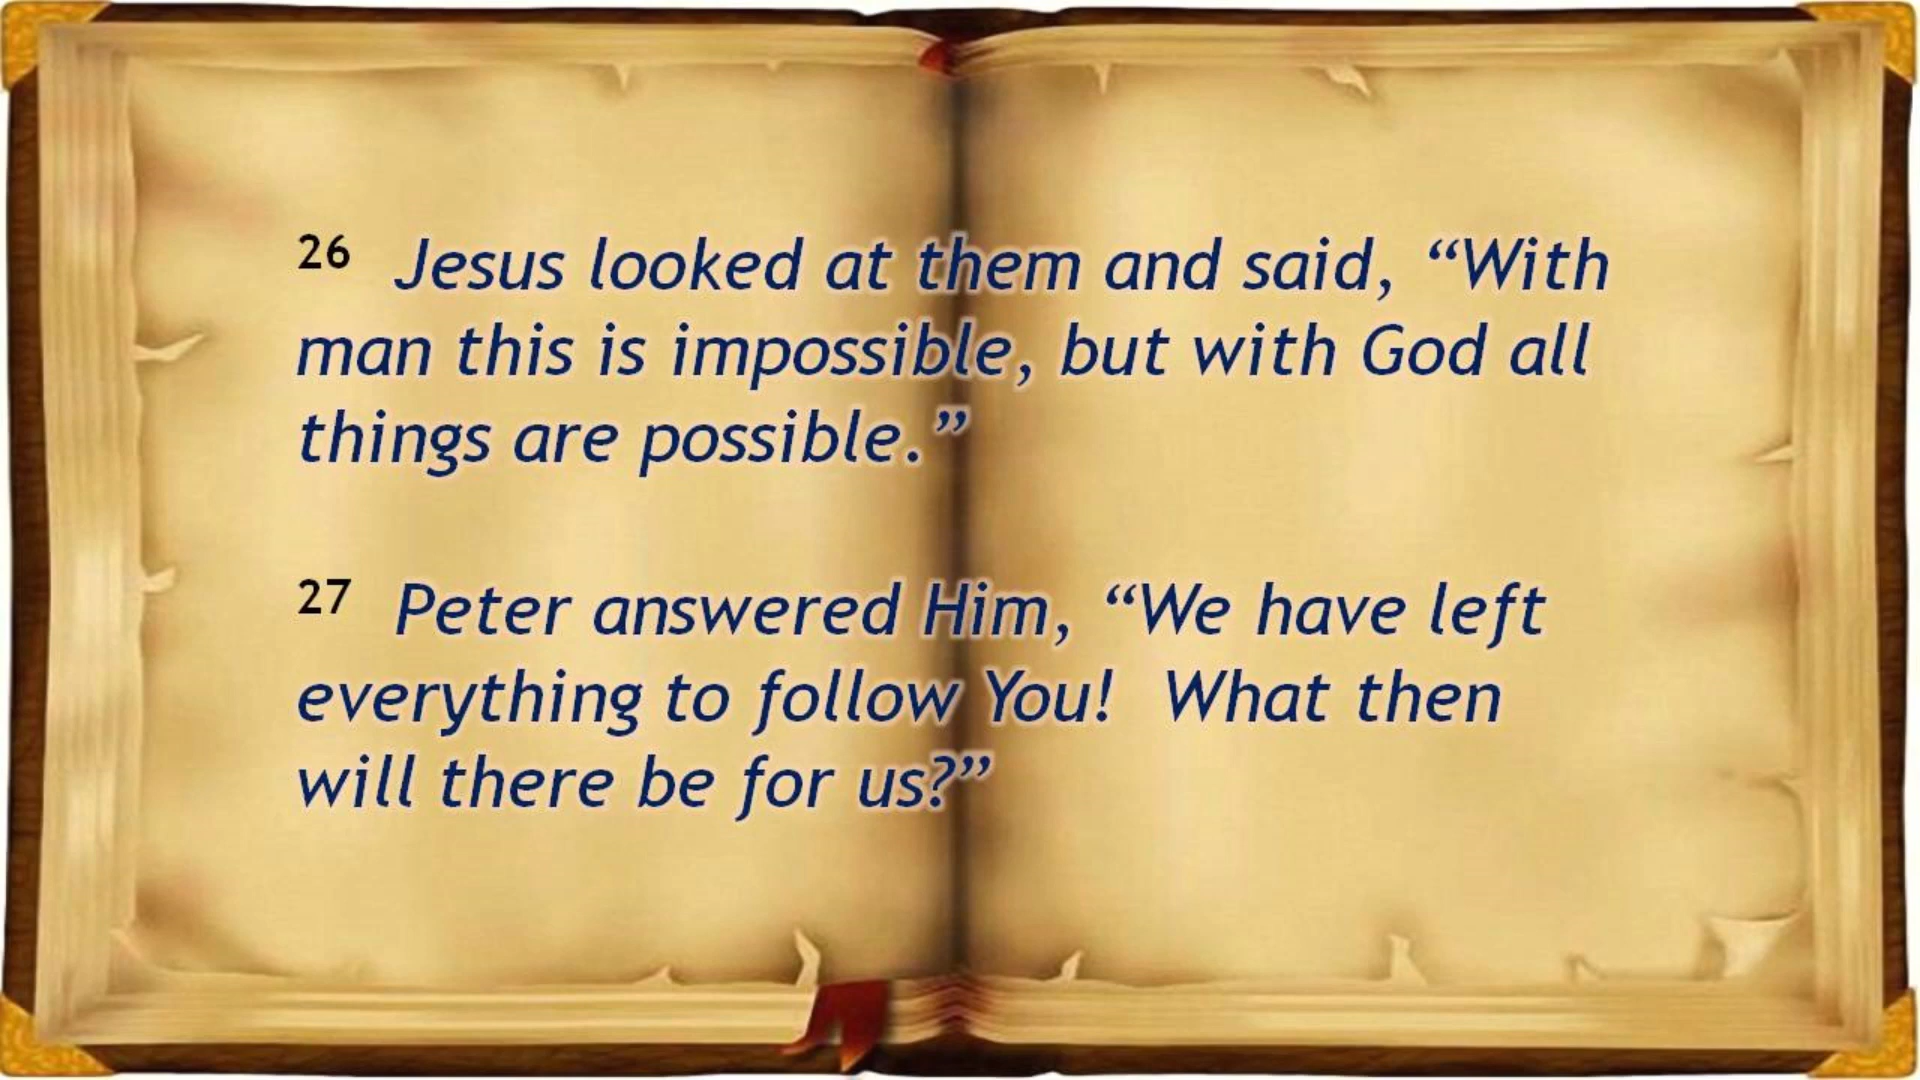 26 Jesus looked at them and said, “With
man this is impossible, but with God all
things are possible.”
27 Peter answered Him, “We have left
everything to follow You!  What then
will there be for us?”